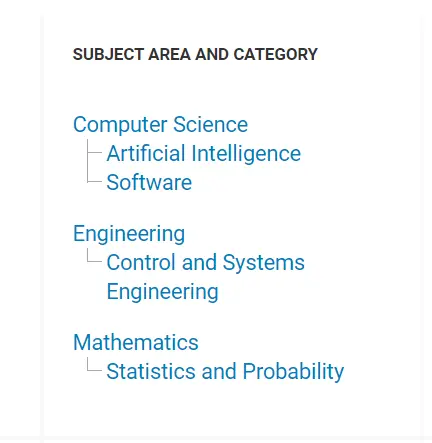 SUBJECT AREA AND CATEGORY
Computer Science
Artificial Intelligence
Software
Engineering
Control and Systems
Engineering
Mathematics
Statistics and Probability